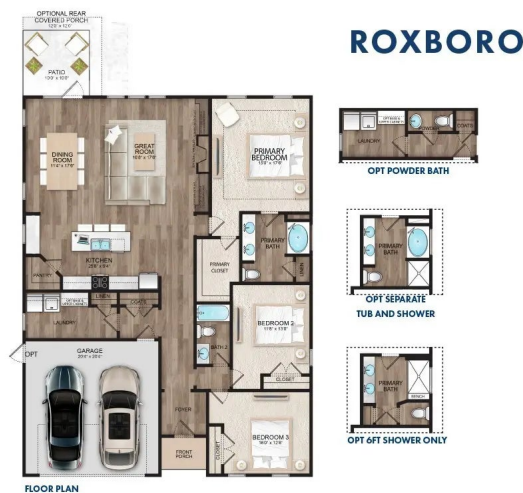 OPTIONAL REAR
COVERED PORCH
ROXBORO
PATIO
DINING
ROOM
GREAT
ROOM
PRIMARY
BEDROOM
LAUNDRY
POWDER
COATS
OPT POWDER BATH
KITCHEN
PANTRY
PRIMARY
CLOSET
PRIMARY
BATH
LINEN
PRIMARY
BATH
OPT SEPARATE
TUB AND SHOWER
LINEN
COATS
LAUNDRY
BATH 2
BEDROOM 2
CLOSET
OPT
GARAGE
FOYER
PRIMARY
BATH
BENCH
OPT 6FT SHOWER ONLY
CLOSET
BEDROOM 3
FRONT
PORCH
FLOOR PLAN